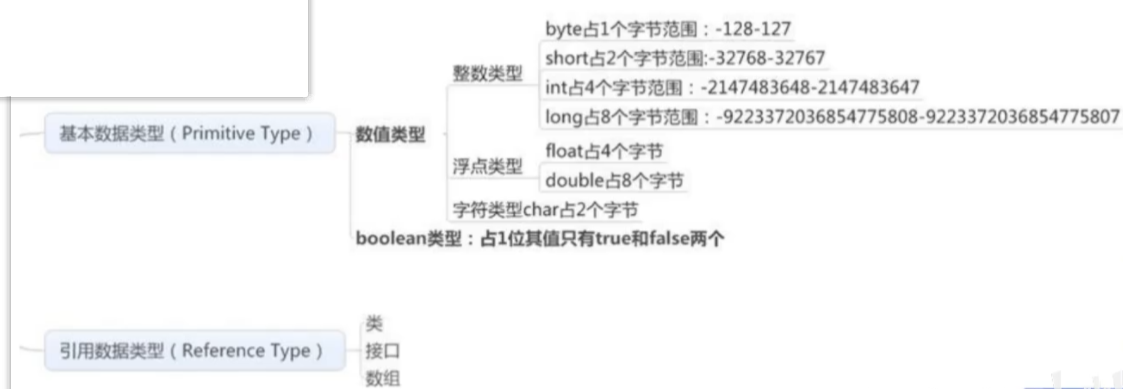 byte占1个字节范围：-128-127
short占2个字节范围:-32768-32767
整数类型
int占4个字节范围：-2147483648-2147483647
long占8个字节范围：-9223372036854775808-9223372036854775807
基本数据类型（Primitive Type）
数值类型
float占4个字节
浮点类型
double占8个字节
字符类型char占2个字节
boolean类型：占1位其值只有true和false两个
类
引用数据类型（Reference Type）
接口
数组